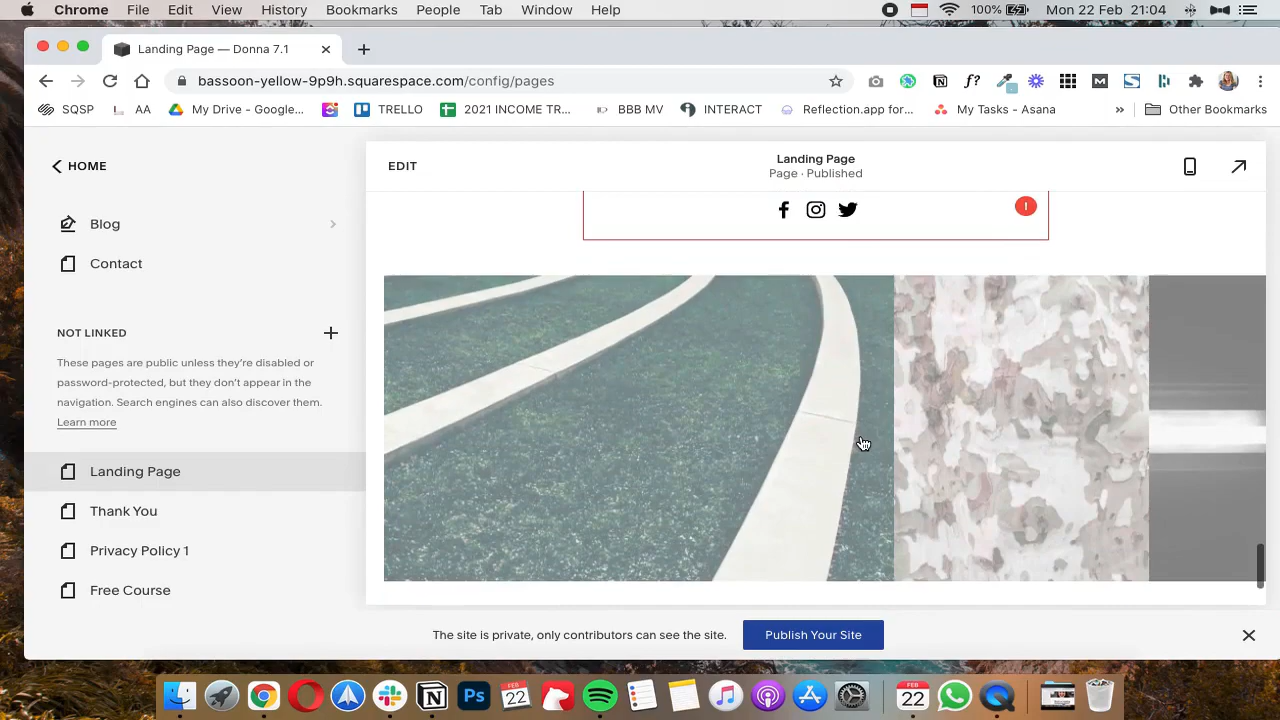 Chrome File Edit View History Bookmarks People Tab Window Help 100% Mon 22 Feb 21:04
Landing Page — Donna 7.1
bassoon-yellow-9p9h.squarespace.com/config/pages
SQSP AA My Drive - Google... TRELLO 2021 INCOME TR... BBB MV INTERACT Reflection.app for... My Tasks - Asana » Other Bookmarks
HOME
EDIT
Landing Page
Page · Published
Blog
Contact
NOT LINKED
These pages are public unless they're disabled or
password-protected, but they don't appear in the
navigation. Search engines can also discover them.
Learn more
Landing Page
Thank You
Privacy Policy 1
Free Course
The site is private, only contributors can see the site.
Publish Your Site